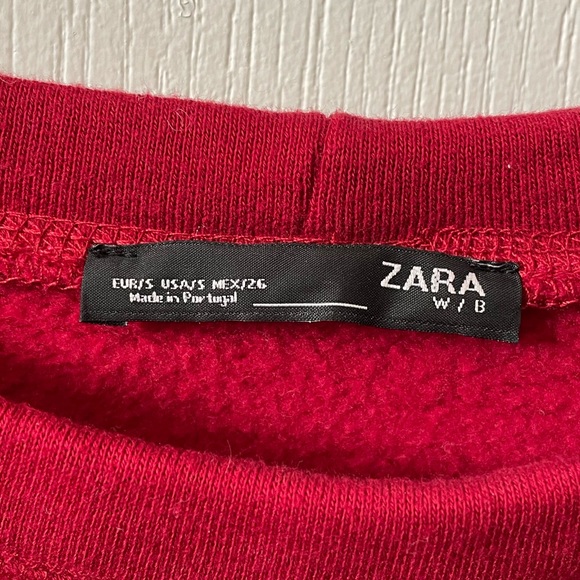 EUR/S USA/S MEX/26
Made in Portugal
ZARA
W / B